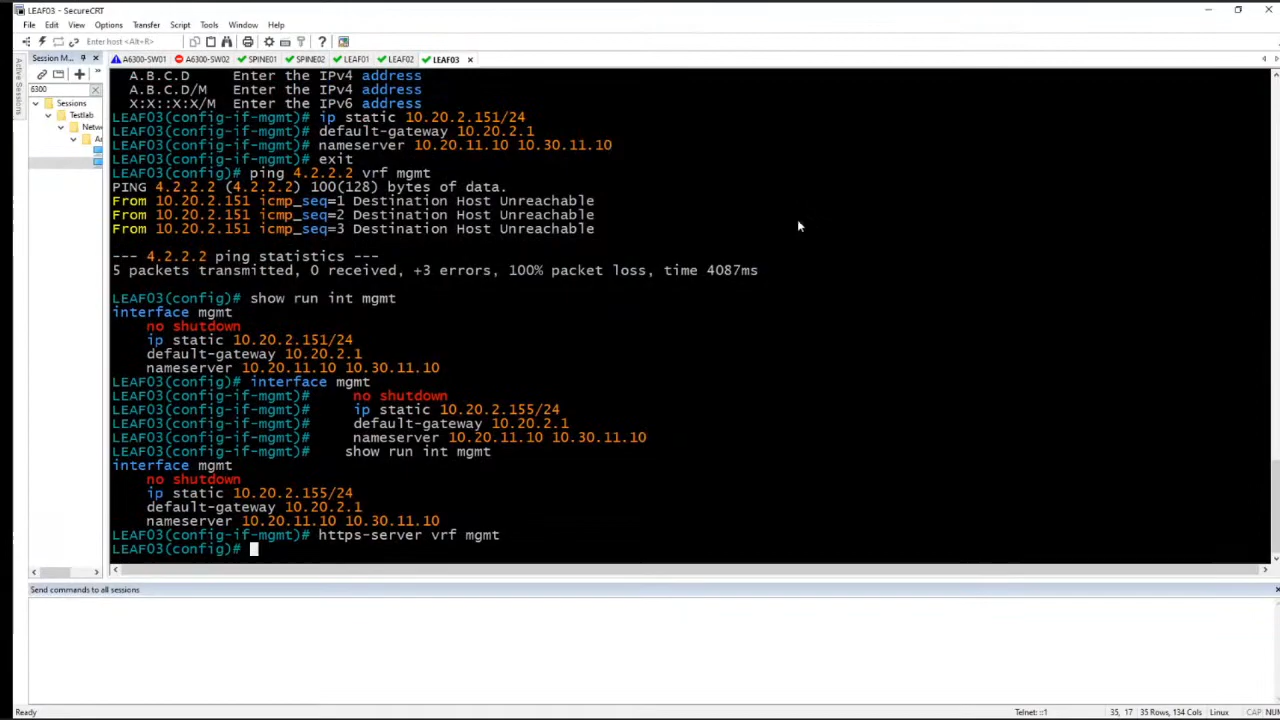 LEAF03 - SecureCRT
File Edit View Options Transfer Script Tools Window Help
Enter host <Alt+R>
Session M...
A6300-SW01 A6300-SW02 SPINE01 SPINE02 LEAF01 LEAF02 LEAF03
Active Sessions
6300
Sessions
Testlab
Netwo
A.B.C.D Enter the IPv4 address
A.B.C.D/M Enter the IPv4 address
X:X::X:X/M Enter the IPv6 address
LEAF03(config-if-mgmt)# ip static 10.20.2.151/24
LEAF03(config-if-mgmt)# default-gateway 10.20.2.1
LEAF03(config-if-mgmt)# nameserver 10.20.11.10 10.30.11.10
LEAF03(config-if-mgmt)# exit
LEAF03(config)# ping 4.2.2.2 vrf mgmt
PING 4.2.2.2 (4.2.2.2) 100(128) bytes of data.
From 10.20.2.151 icmp_seq=1 Destination Host Unreachable
From 10.20.2.151 icmp_seq=2 Destination Host Unreachable
From 10.20.2.151 icmp_seq=3 Destination Host Unreachable
--- 4.2.2.2 ping statistics ---
5 packets transmitted, 0 received, +3 errors, 100% packet loss, time 4087ms
LEAF03(config)# show run int mgmt
interface mgmt
no shutdown
ip static 10.20.2.151/24
default-gateway 10.20.2.1
nameserver 10.20.11.10 10.30.11.10
LEAF03(config)# interface mgmt
LEAF03(config-if-mgmt)# no shutdown
LEAF03(config-if-mgmt)# ip static 10.20.2.155/24
LEAF03(config-if-mgmt)# default-gateway 10.20.2.1
LEAF03(config-if-mgmt)# nameserver 10.20.11.10 10.30.11.10
LEAF03(config-if-mgmt)# show run int mgmt
interface mgmt
no shutdown
ip static 10.20.2.155/24
default-gateway 10.20.2.1
nameserver 10.20.11.10 10.30.11.10
LEAF03(config-if-mgmt)# https-server vrf mgmt
LEAF03(config)#
Send commands to all sessions
Ready Telnet: ::1 35, 17 35 Rows, 134 Cols Linux CAP NUM